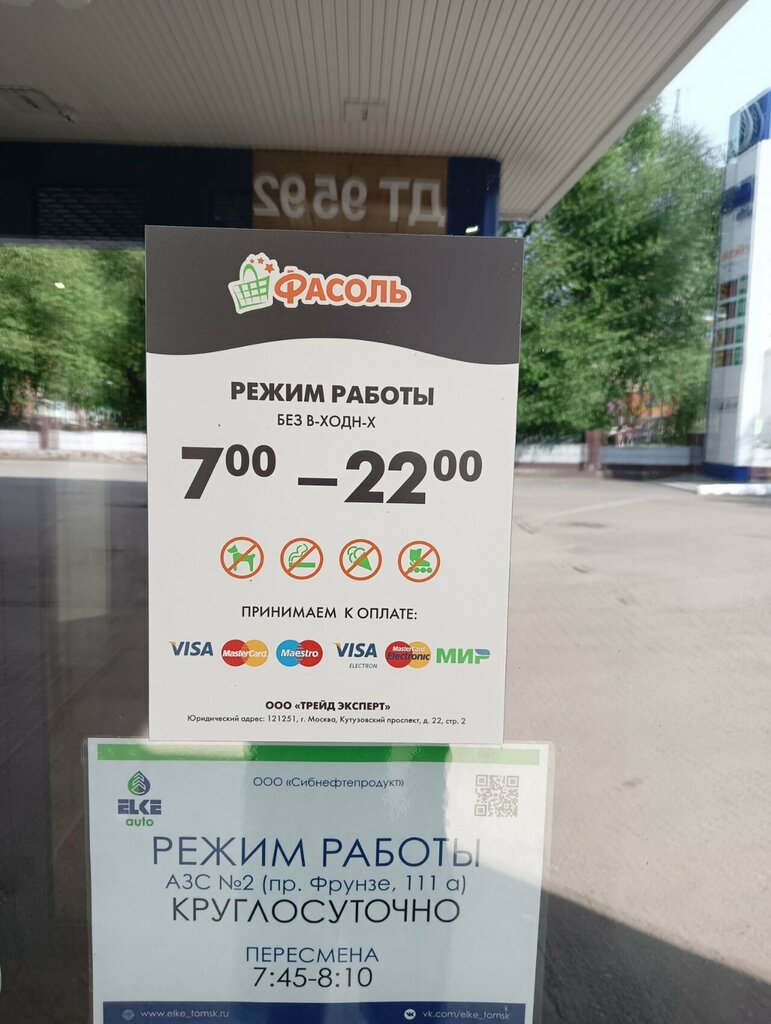 ДТ 9592
ФАСОЛЬ
РЕЖИМ РАБОТЫ
БЕЗ В-ХОДН-Х
7⁰⁰ – 22⁰⁰
ПРИНИМАЕМ К ОПЛАТЕ:
VISA MasterCard Maestro VISA ELECTRON MasterCard Electronic МИР
ООО «ТРЕЙД ЭКСПЕРТ»
Юридический адрес: 121251, г. Москва, Кутузовский проспект, д. 22, стр. 2
ООО «Сибнефтепродукт»
ELKE
auto
РЕЖИМ РАБОТЫ
АЗС №2 (пр. Фрунзе, 111 а)
КРУГЛОСУТОЧНО
ПЕРЕСМЕНА
7:45-8:10
www.elke_tomsk.ru vk.com/elke_tomsk